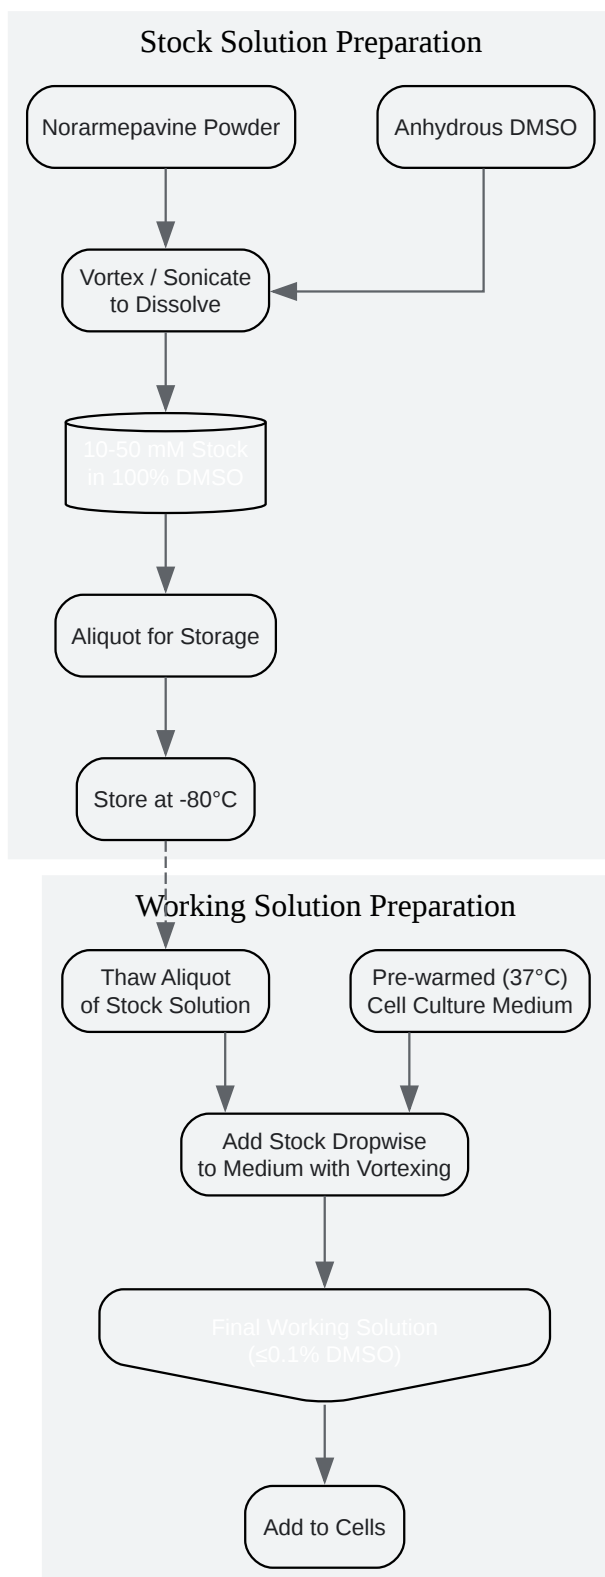 Stock Solution Preparation
Norarmepavine Powder
Anhydrous DMSO
Vortex / Sonicate
to Dissolve
10-50 mM Stock
in 100% DMSO
Aliquot for Storage
Store at -80°C
Working Solution Preparation
Thaw Aliquot
of Stock Solution
Pre-warmed (37°C)
Cell Culture Medium
Add Stock Dropwise
to Medium with Vortexing
Final Working Solution
(≤0.1% DMSO)
Add to Cells